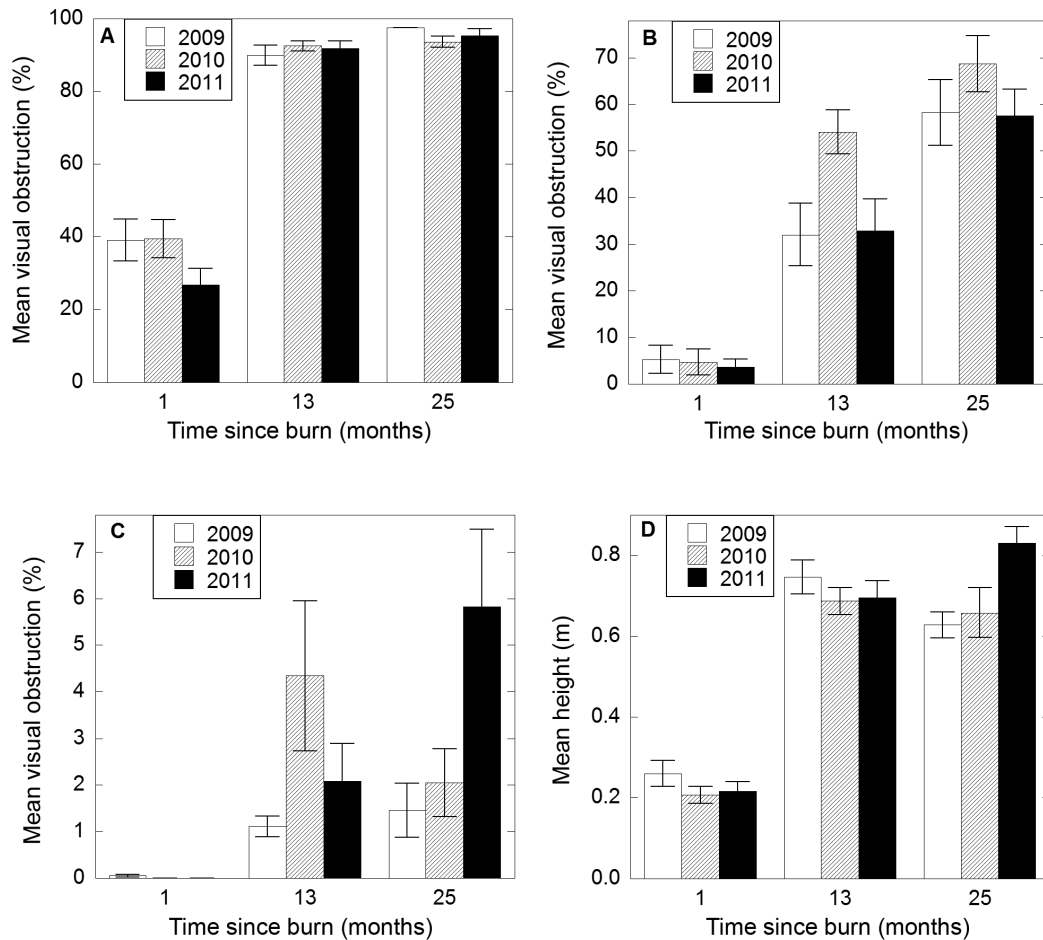 A
2009
2010
2011
Mean visual obstruction (%)
100
80
60
40
20
0
1 13 25
Time since burn (months)
B
2009
2010
2011
Mean visual obstruction (%)
70
60
50
40
30
20
10
0
1 13 25
Time since burn (months)
C
2009
2010
2011
Mean visual obstruction (%)
7
6
5
4
3
2
1
0
1 13 25
Time since burn (months)
D
2009
2010
2011
Mean height (m)
0.8
0.6
0.4
0.2
0.0
1 13 25
Time since burn (months)